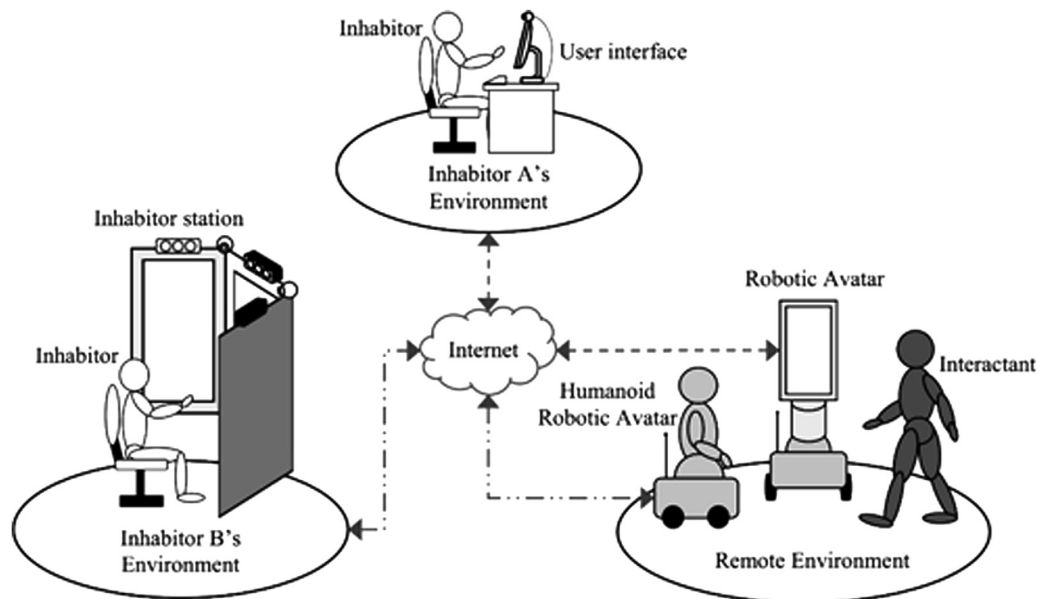 Inhabitor
User interface
Inhabitor A's
Environment
Inhabitor station
Inhabitor
Inhabitor B's
Environment
Internet
Robotic Avatar
Humanoid
Robotic Avatar
Interactant
Remote Environment